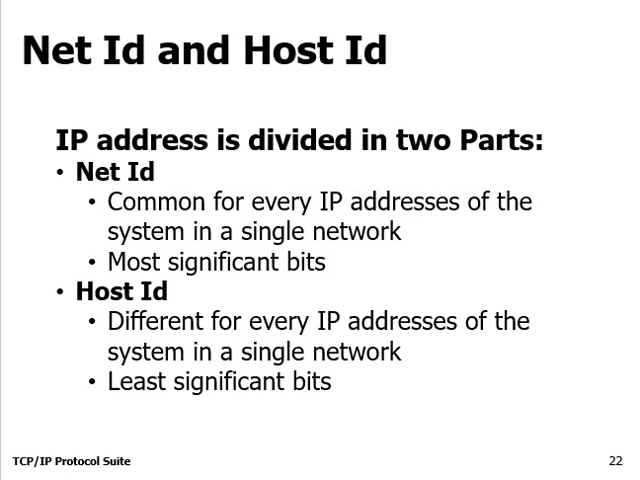 Net Id and Host Id
IP address is divided in two Parts:
• Net Id
• Common for every IP addresses of the
system in a single network
• Most significant bits
• Host Id
• Different for every IP addresses of the
system in a single network
• Least significant bits
TCP/IP Protocol Suite
22